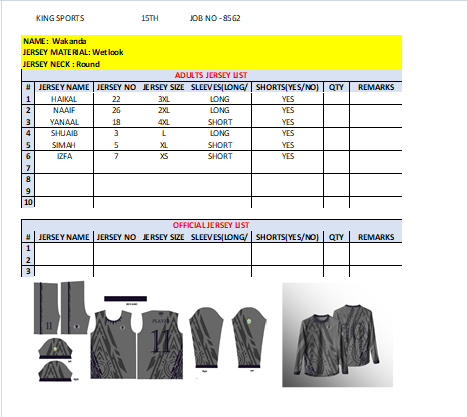 KING SPORTS 15TH JOB NO - 8562
NAME: Wakanda
JERSEY MATERIAL: Wetlook
JERSEY NECK : Round
ADULTS JERSEY LIST
# JERSEY NAME JERSEY NO JERSEY SIZE SLEEVES(LONG/ SHORTS(YES/NO) QTY REMARKS
1 HAIKAL 22 3XL LONG YES
2 NAAIF 26 2XL LONG YES
3 YANAAL 18 4XL SHORT YES
4 SHUAIB 3 L LONG YES
5 SIMAH 5 XL SHORT YES
6 IZFA 7 XS SHORT YES
7
8
9
10
OFFICIAL JERSEY LIST
# JERSEY NAME JERSEY NO JERSEY SIZE SLEEVES(LONG/ SHORTS(YES/NO) QTY REMARKS
1
2
3
PLAYER
11
11